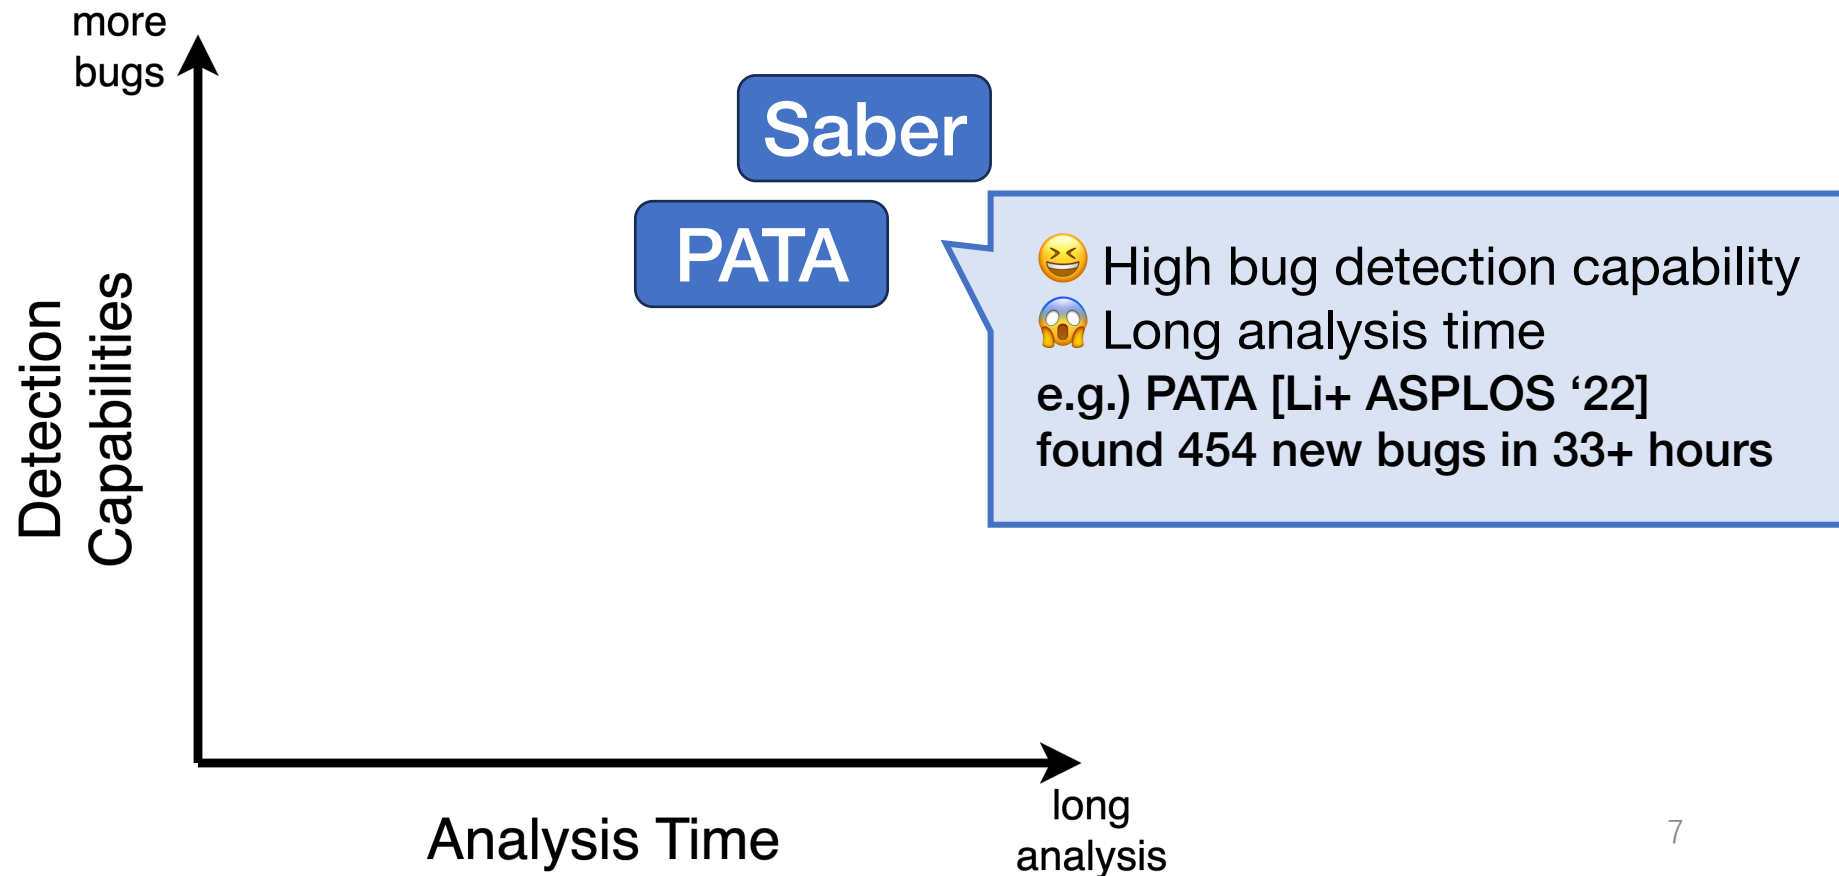 more
bugs
Saber
PATA
😆 High bug detection capability
😱 Long analysis time
e.g.) PATA [Li+ ASPLOS ‘22]
found 454 new bugs in 33+ hours
Detection
Capabilities
Analysis Time
long
analysis
7